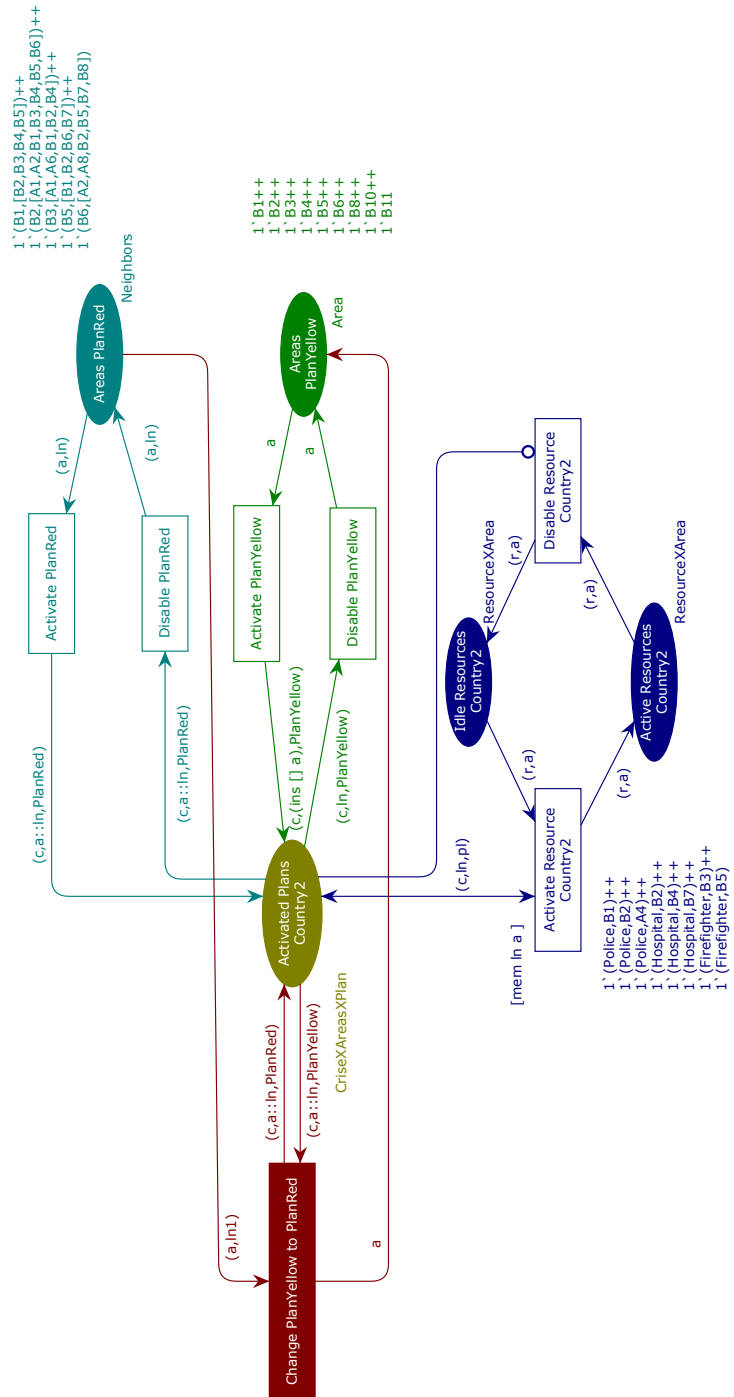 1`(B1,[B2,B3,B4,B5])++
1`(B2,[A1,A2,B1,B3,B4,B5,B6])++
1`(B3,[A1,A6,B1,B2,B4])++
1`(B5,[B1,B2,B6,B7])++
1`(B6,[A2,A8,B2,B5,B7,B8])
(a,ln1)
(c,a::ln,PlanRed)
Activate PlanRed
(a,ln)
Areas PlanRed
Neighbors
(c,a::ln,PlanRed)
Disable PlanRed
(a,ln)
Change PlanYellow to PlanRed
(c,a::ln,PlanRed)
(c,a::ln,PlanYellow)
a
Activated Plans
Country2
CriseXAreasXPlan
(c,(ins [] a),PlanYellow)
(c,ln,PlanYellow)
Activate PlanYellow
Disable PlanYellow
a
a
Areas
PlanYellow
Area
1`B1++
1`B2++
1`B3++
1`B4++
1`B5++
1`B6++
1`B8++
1`B10++
1`B11
(c,ln,pl)
[mem ln a ]
Activate Resource
Country2
(r,a)
(r,a)
Idle Resources
Country2
ResourceXArea
Active Resources
Country2
ResourceXArea
(r,a)
(r,a)
Disable Resource
Country2
1`(Police,B1)++
1`(Police,B2)++
1`(Police,A4)++
1`(Hospital,B2)++
1`(Hospital,B4)++
1`(Hospital,B7)++
1`(Firefighter,B3)++
1`(Firefighter,B5)